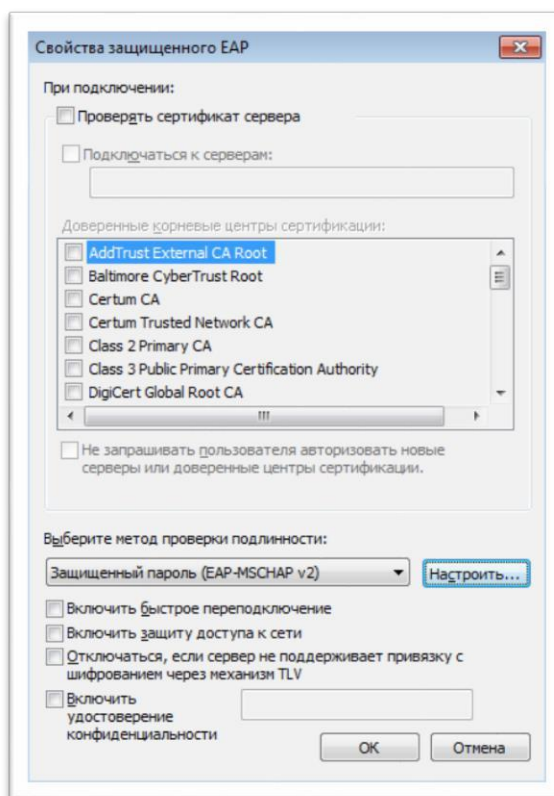 Свойства защищенного EAP
При подключении:
Проверять сертификат сервера
Подключаться к серверам:
Доверенные корневые центры сертификации:
AddTrust External CA Root
Baltimore CyberTrust Root
Certum CA
Certum Trusted Network CA
Class 2 Primary CA
Class 3 Public Primary Certification Authority
DigiCert Global Root CA
Не запрашивать пользователя авторизовать новые
серверы или доверенные центры сертификации.
Выберите метод проверки подлинности:
Защищенный пароль (EAP-MSCHAP v2)
Настроить...
Включить быстрое переподключение
Включить защиту доступа к сети
Отключаться, если сервер не поддерживает привязку с
шифрованием через механизм TLV
Включить
удостоверение
конфиденциальности
ОК
Отмена